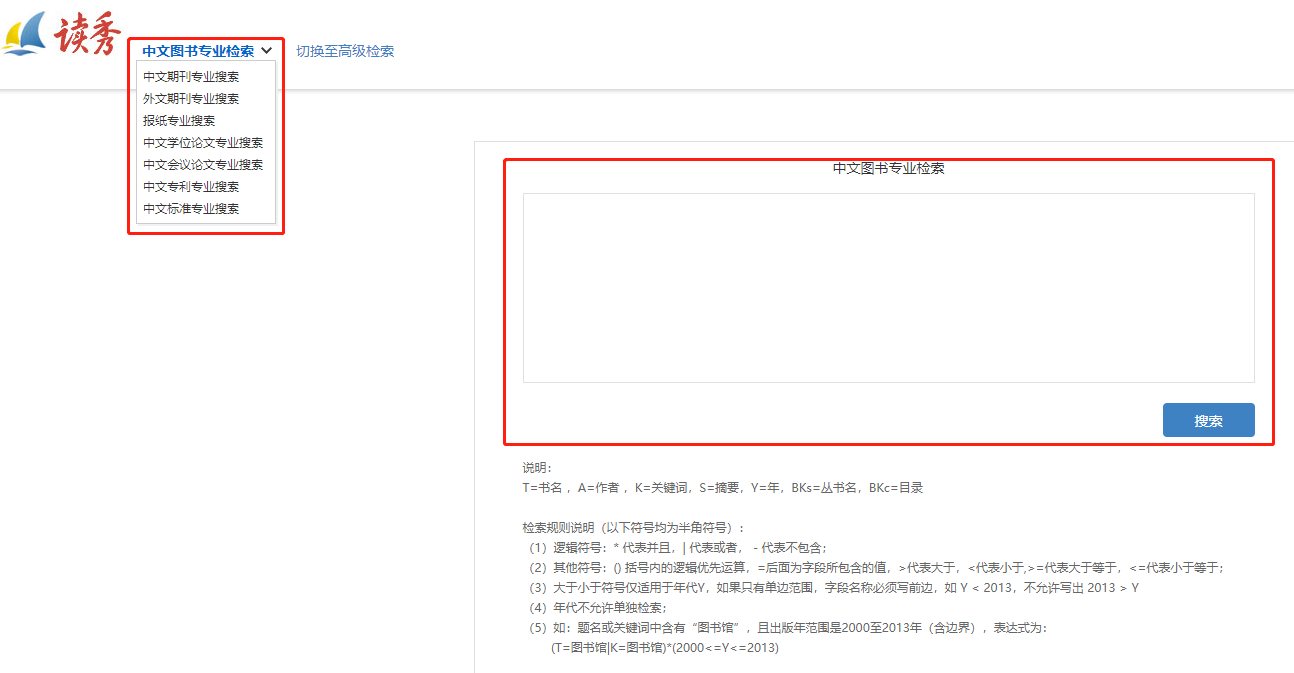 读秀
中文图书专业检索 切换至高级检索
中文期刊专业搜索
外文期刊专业搜索
报纸专业搜索
中文学位论文专业搜索
中文会议论文专业搜索
中文专利专业搜索
中文标准专业搜索
中文图书专业检索
搜索
说明：
T=书名 ，A=作者 ，K=关键词，S=摘要，Y=年，BKs=丛书名，BKc=目录
检索规则说明（以下符号均为半角符号）：
（1）逻辑符号：* 代表并且，| 代表或者， - 代表不包含；
（2）其他符号：() 括号内的逻辑优先运算，=后面为字段所包含的值，>代表大于，<代表小于,>=代表大于等于，<=代表小于等于；
（3）大于小于符号仅适用于年代Y，如果只有单边范围，字段名称必须写前边，如 Y < 2013，不允许写出 2013 > Y
（4）年代不允许单独检索；
（5）如：题名或关键词中含有“图书馆”，且出版年范围是2000至2013年（含边界），表达式为：
(T=图书馆|K=图书馆)*(2000<=Y<=2013)